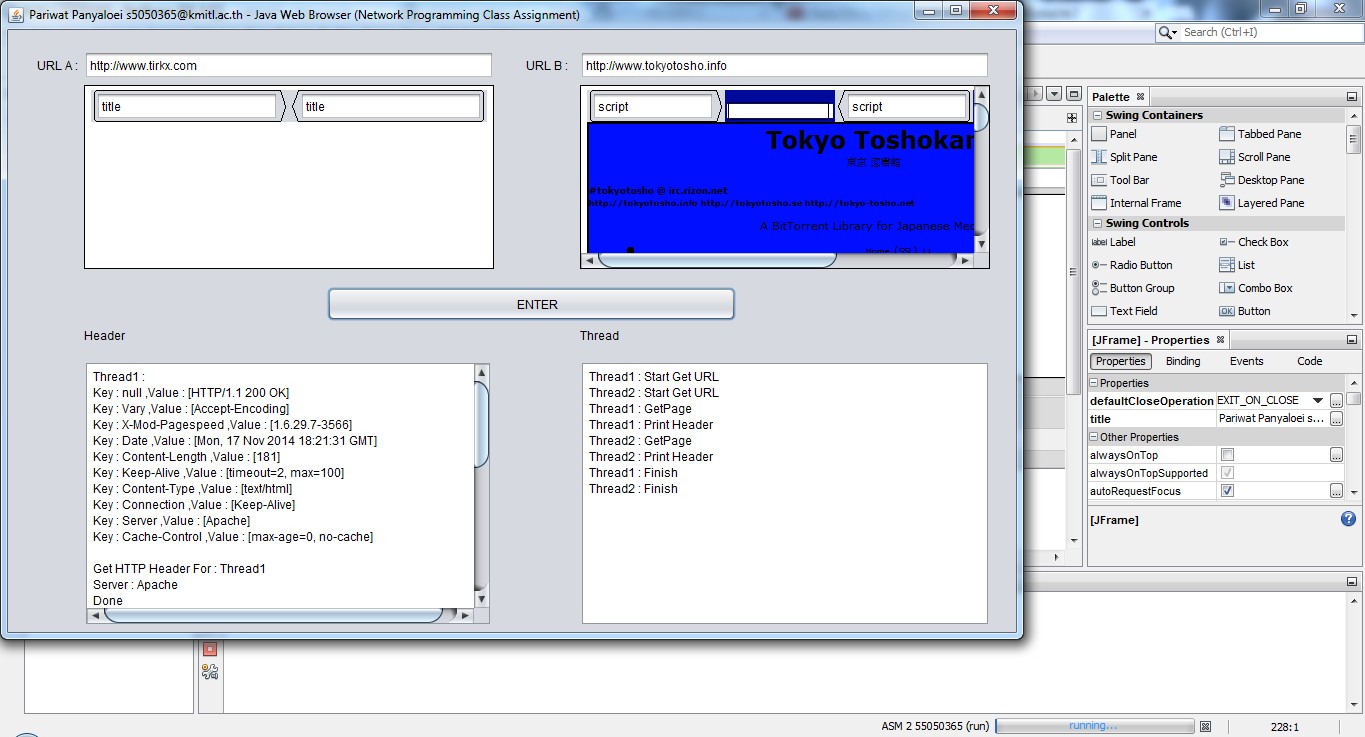 Pariwat Panyaloei s5050365@kmitl.ac.th - Java Web Browser (Network Programming Class Assignment)
Search (Ctrl+I)
URL A : http://www.tirkx.com
URL B : http://www.tokyotosho.info
title
title
script
script
Tokyo Toshokan
東京 図書館
#tokyotosho @ irc.rizon.net
http://tokyotosho.info http://tokyotosho.se http://tokyo-tosho.net
A BitTorrent Library for Japanese Med
ENTER
Header
Thread
Thread1 :
Key : null ,Value : [HTTP/1.1 200 OK]
Key : Vary ,Value : [Accept-Encoding]
Key : X-Mod-Pagespeed ,Value : [1.6.29.7-3566]
Key : Date ,Value : [Mon, 17 Nov 2014 18:21:31 GMT]
Key : Content-Length ,Value : [181]
Key : Keep-Alive ,Value : [timeout=2, max=100]
Key : Content-Type ,Value : [text/html]
Key : Connection ,Value : [Keep-Alive]
Key : Server ,Value : [Apache]
Key : Cache-Control ,Value : [max-age=0, no-cache]
Get HTTP Header For : Thread1
Server : Apache
Done
Thread1 : Start Get URL
Thread2 : Start Get URL
Thread1 : GetPage
Thread1 : Print Header
Thread2 : GetPage
Thread2 : Print Header
Thread1 : Finish
Thread2 : Finish
Palette
Swing Containers
Panel
Tabbed Pane
Split Pane
Scroll Pane
Tool Bar
Desktop Pane
Internal Frame
Layered Pane
Swing Controls
label Label
Check Box
Radio Button
List
Button Group
Combo Box
Text Field
OK Button
[JFrame] - Properties
Properties Binding Events Code
Properties
defaultCloseOperation EXIT_ON_CLOSE ...
title Pariwat Panyaloei s... ...
Other Properties
alwaysOnTop ...
alwaysOnTopSupported
autoRequestFocus ...
[JFrame]
ASM 2 55050365 (run) running... 228:1